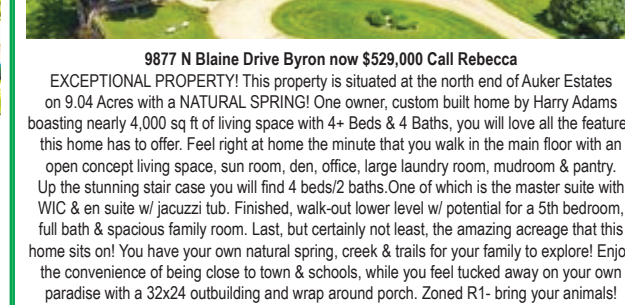 9877 N Blaine Drive Byron now $529,000 Call Rebecca
EXCEPTIONAL PROPERTY! This property is situated at the north end of Auker Estates
on 9.04 Acres with a NATURAL SPRING! One owner, custom built home by Harry Adams
boasting nearly 4,000 sq ft of living space with 4+ Beds & 4 Baths, you will love all the feature
this home has to offer. Feel right at home the minute that you walk in the main floor with an
open concept living space, sun room, den, office, large laundry room, mudroom & pantry.
Up the stunning stair case you will find 4 beds/2 baths.One of which is the master suite with
WIC & en suite w/ jacuzzi tub. Finished, walk-out lower level w/ potential for a 5th bedroom,
full bath & spacious family room. Last, but certainly not least, the amazing acreage that this
home sits on! You have your own natural spring, creek & trails for your family to explore! Enjo
the convenience of being close to town & schools, while you feel tucked away on your own
paradise with a 32x24 outbuilding and wrap around porch. Zoned R1- bring your animals!